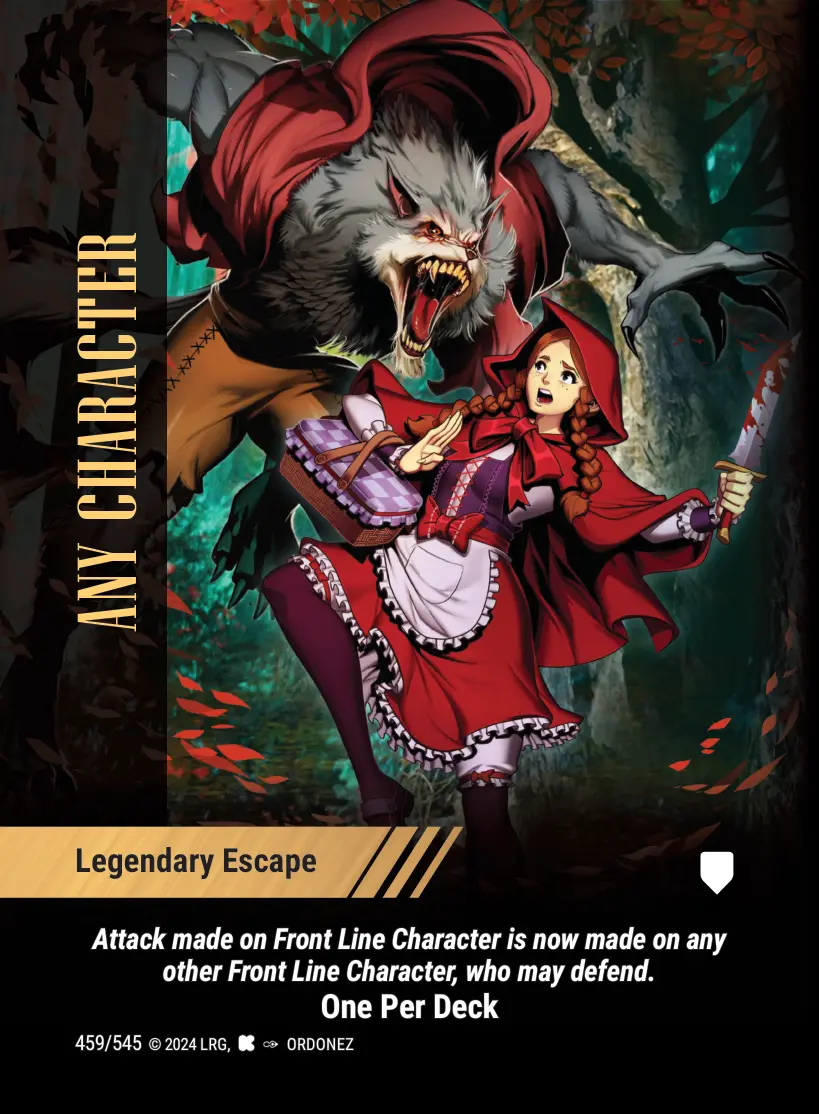 ANY CHARACTER
Legendary Escape
Attack made on Front Line Character is now made on any
other Front Line Character, who may defend.
One Per Deck
459/545 © 2024 LRG, ORDONEZ